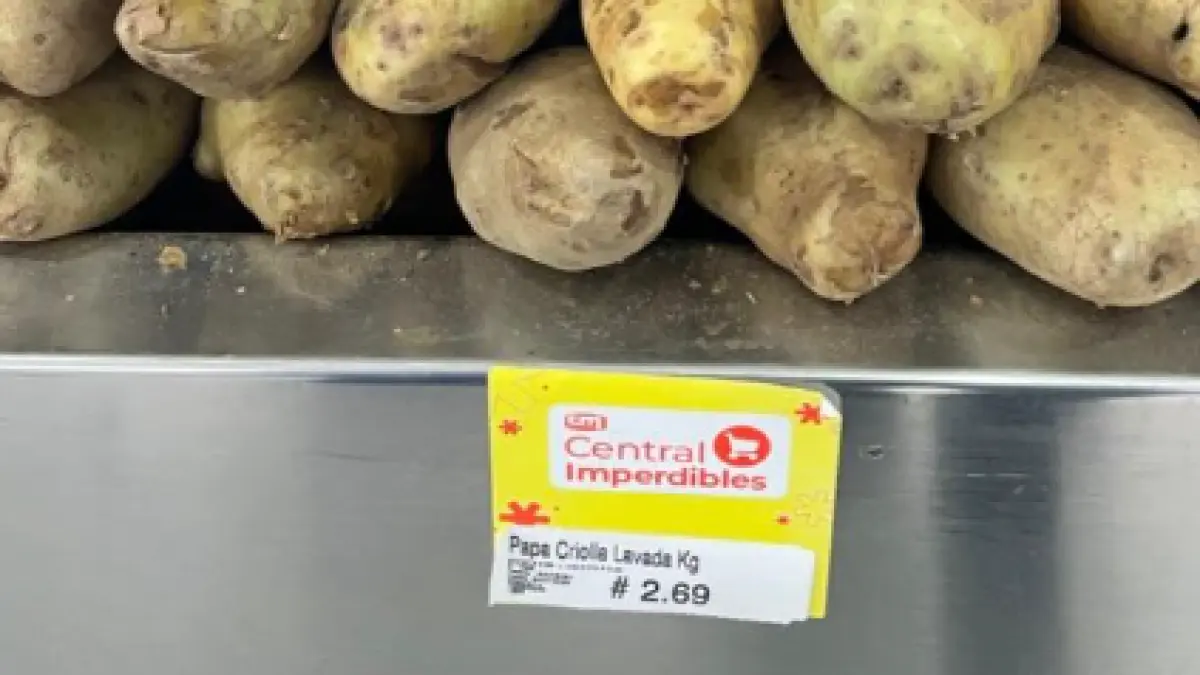 Central
Imperdibles
Papa Criolla Lavada Kg
# 2.69